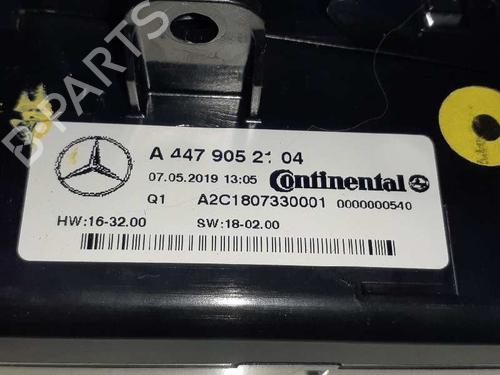 B-PARTS
A 447 905 21 04
07.05.2019 13:05 Continental
Q1 A2C1807330001 0000000540
HW:16-32.00 SW:18-02.00